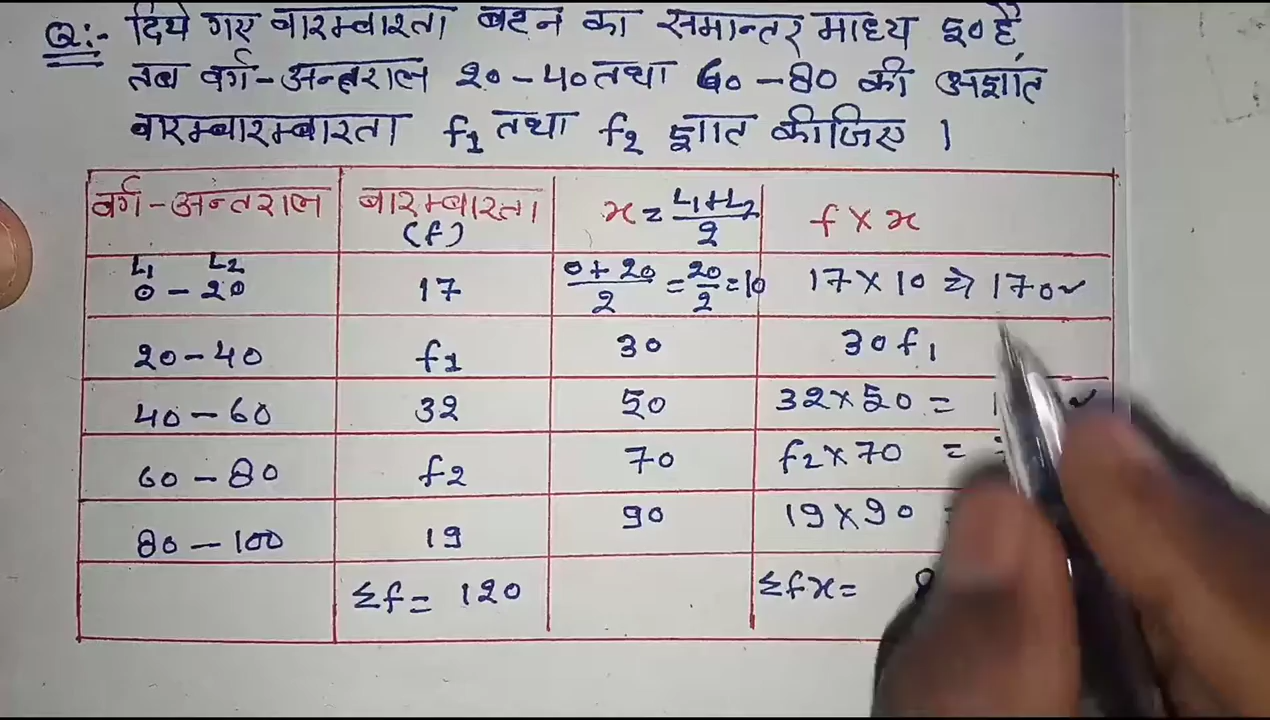 Q:- दिये गए बारम्बारता बटन का समान्तर माध्य 50 है,
तब वर्ग-अन्तराल 20-40 तथा 60-80 की अज्ञात
बारम्बारम्बारता f1 तथा f2 ज्ञात कीजिए ।
वर्ग-अन्तराल बारम्बारता (f) x = L1+L2/2 f × x
L1 L2
0-20 17 0+20/2 = 20/2 = 10 17×10 ⇒ 170
20-40 f1 30 30f1
40-60 32 50 32×50 =
60-80 f2 70 f2×70 =
80-100 19 90 19×90
Σf = 120 Σfx =